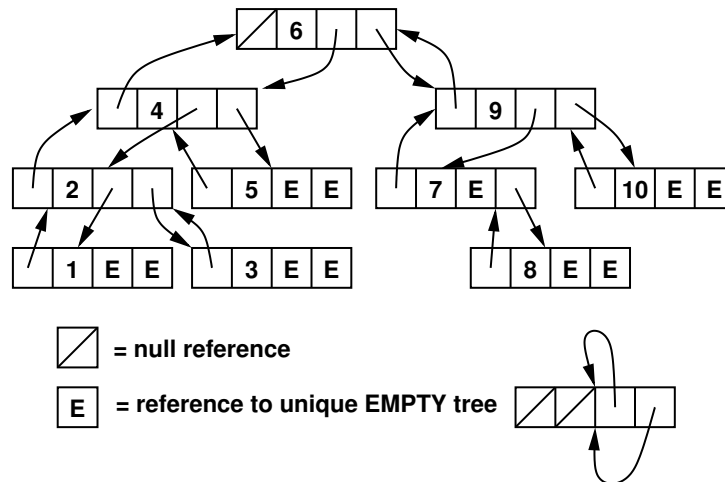 6
4 9
2 5 E E 7 E 10 E E
1 E E 3 E E 8 E E
= null reference
E = reference to unique EMPTY tree